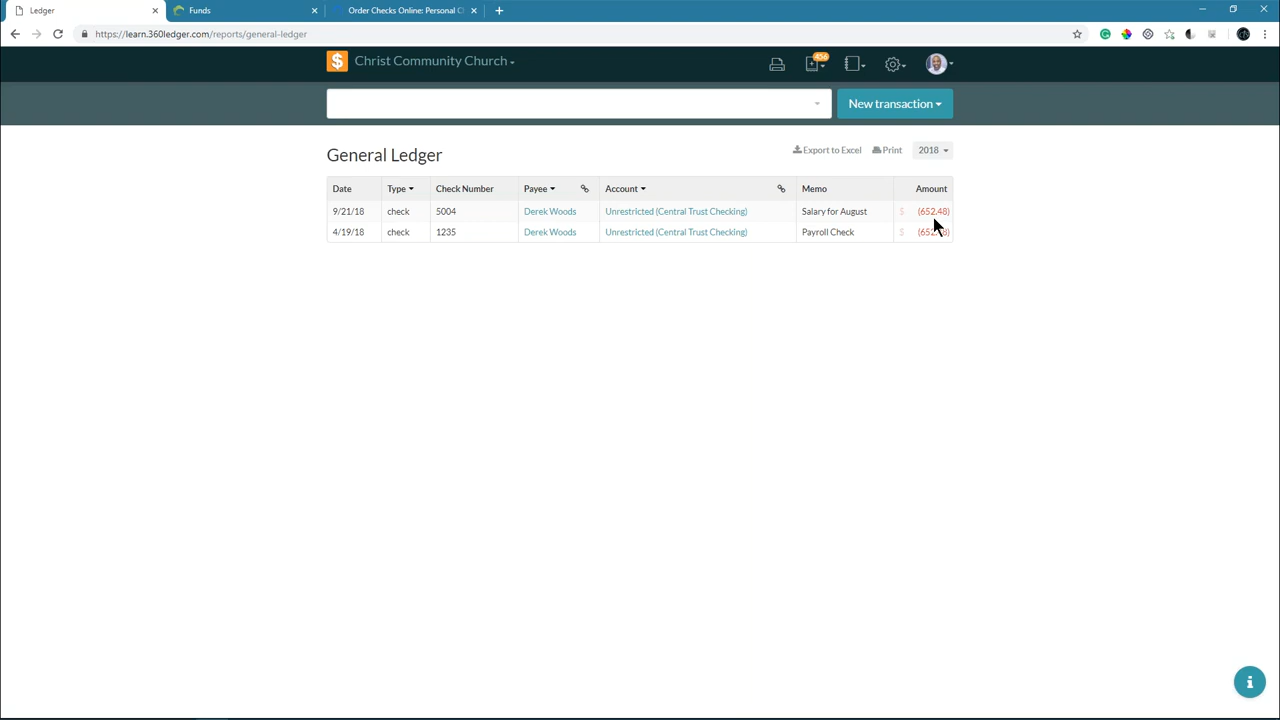 Ledger
Funds
Order Checks Online: Personal C
https://learn.360ledger.com/reports/general-ledger
$ Christ Community Church
456
New transaction
General Ledger
Export to Excel Print 2018
Date Type Check Number Payee Account Memo Amount
9/21/18 check 5004 Derek Woods Unrestricted (Central Trust Checking) Salary for August $ (652.48)
4/19/18 check 1235 Derek Woods Unrestricted (Central Trust Checking) Payroll Check $
i